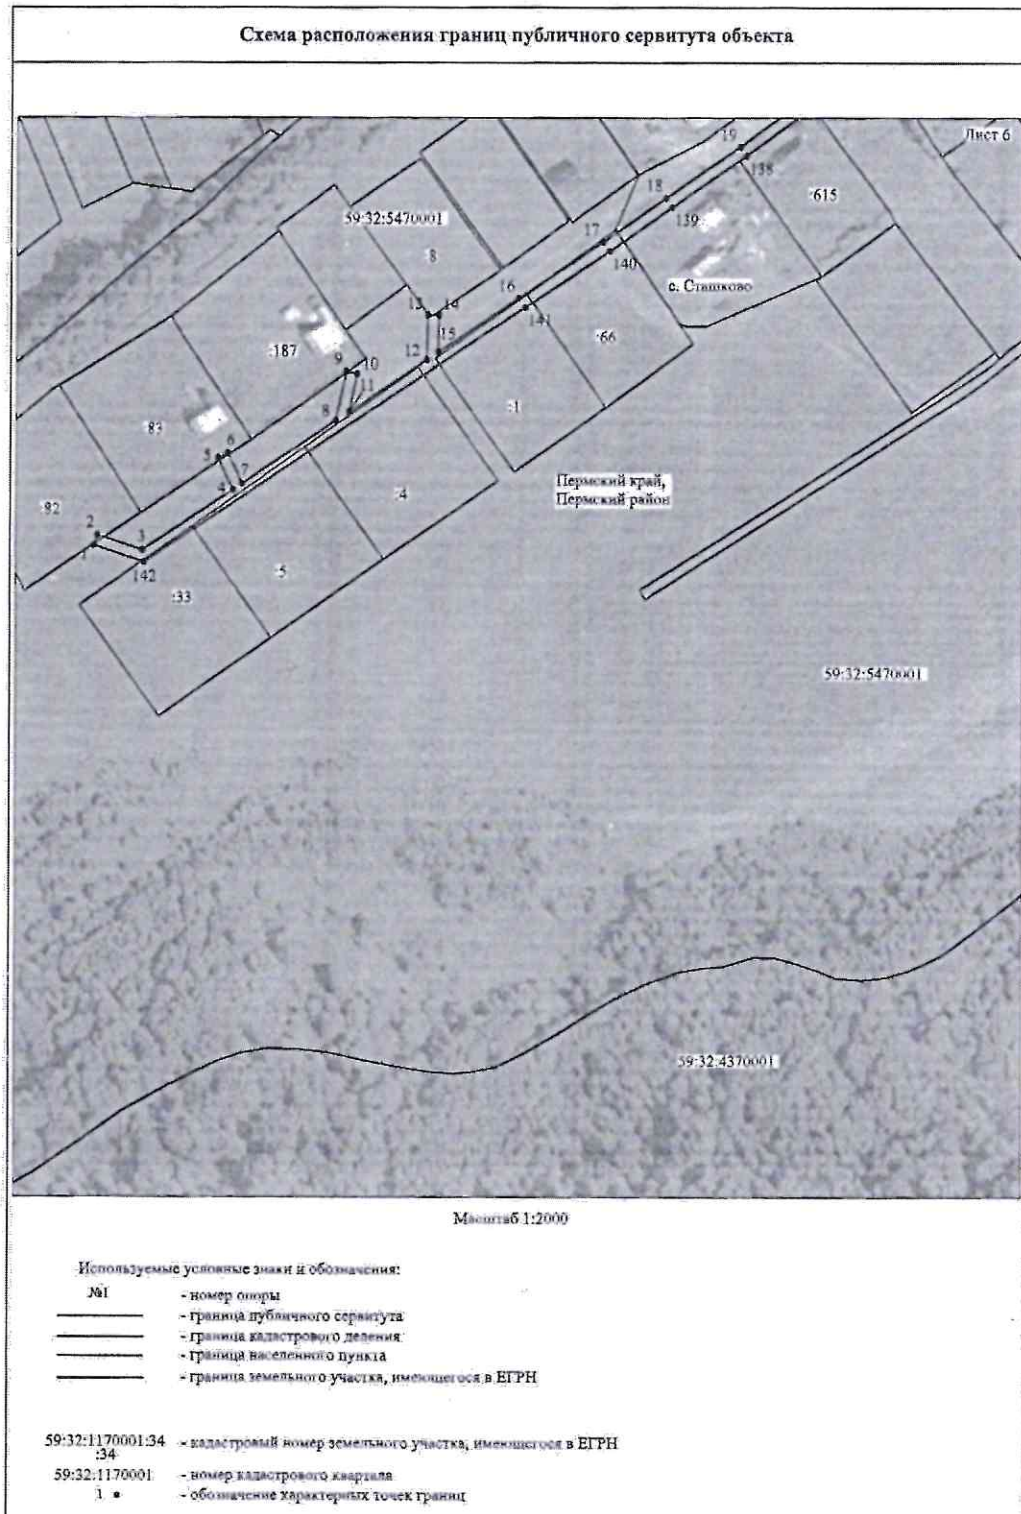 Схема расположения границ публичного сервитута объекта
Лист 6
19
138
18
:615
139
59:32:5470001
17
140
8
с. Сташково
16
13 14
141
15
:66
12
:187
9
10
11
8
:1
83
6
5
Пермский край,
Пермский район
7
4
:4
:82
2
3
1
142
:5
:33
59:32:5470001
59:32:4370001
Масштаб 1:2000
Используемые условные знаки и обозначения:
№1 - номер опоры
- граница публичного сервитута
- граница кадастрового деления
- граница населенного пункта
- граница земельного участка, имеющегося в ЕГРН
59:32:1170001:34 - кадастровый номер земельного участка, имеющегося в ЕГРН
:34
59:32:1170001 - номер кадастрового квартала
1 - обозначение характерных точек границ